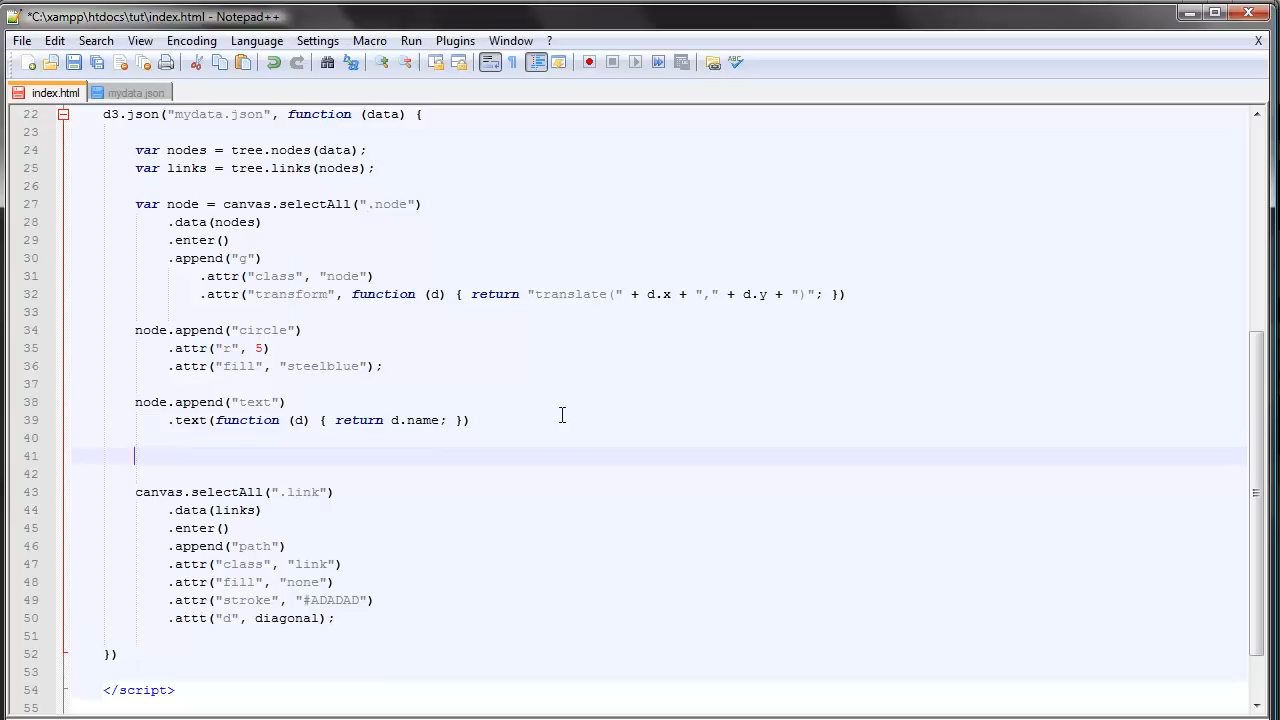 *C:\xampp\htdocs\tut\index.html - Notepad++
File Edit Search View Encoding Language Settings Macro Run Plugins Window ? X
index.html mydata.json
22 d3.json("mydata.json", function (data) {
23
24 var nodes = tree.nodes(data);
25 var links = tree.links(nodes);
26
27 var node = canvas.selectAll(".node")
28 .data(nodes)
29 .enter()
30 .append("g")
31 .attr("class", "node")
32 .attr("transform", function (d) { return "translate(" + d.x + "," + d.y + ")"; })
33
34 node.append("circle")
35 .attr("r", 5)
36 .attr("fill", "steelblue");
37
38 node.append("text")
39 .text(function (d) { return d.name; })
40
41
42
43 canvas.selectAll(".link")
44 .data(links)
45 .enter()
46 .append("path")
47 .attr("class", "link")
48 .attr("fill", "none")
49 .attr("stroke", "#ADADAD")
50 .attt("d", diagonal);
51
52 })
53
54 </script>
55